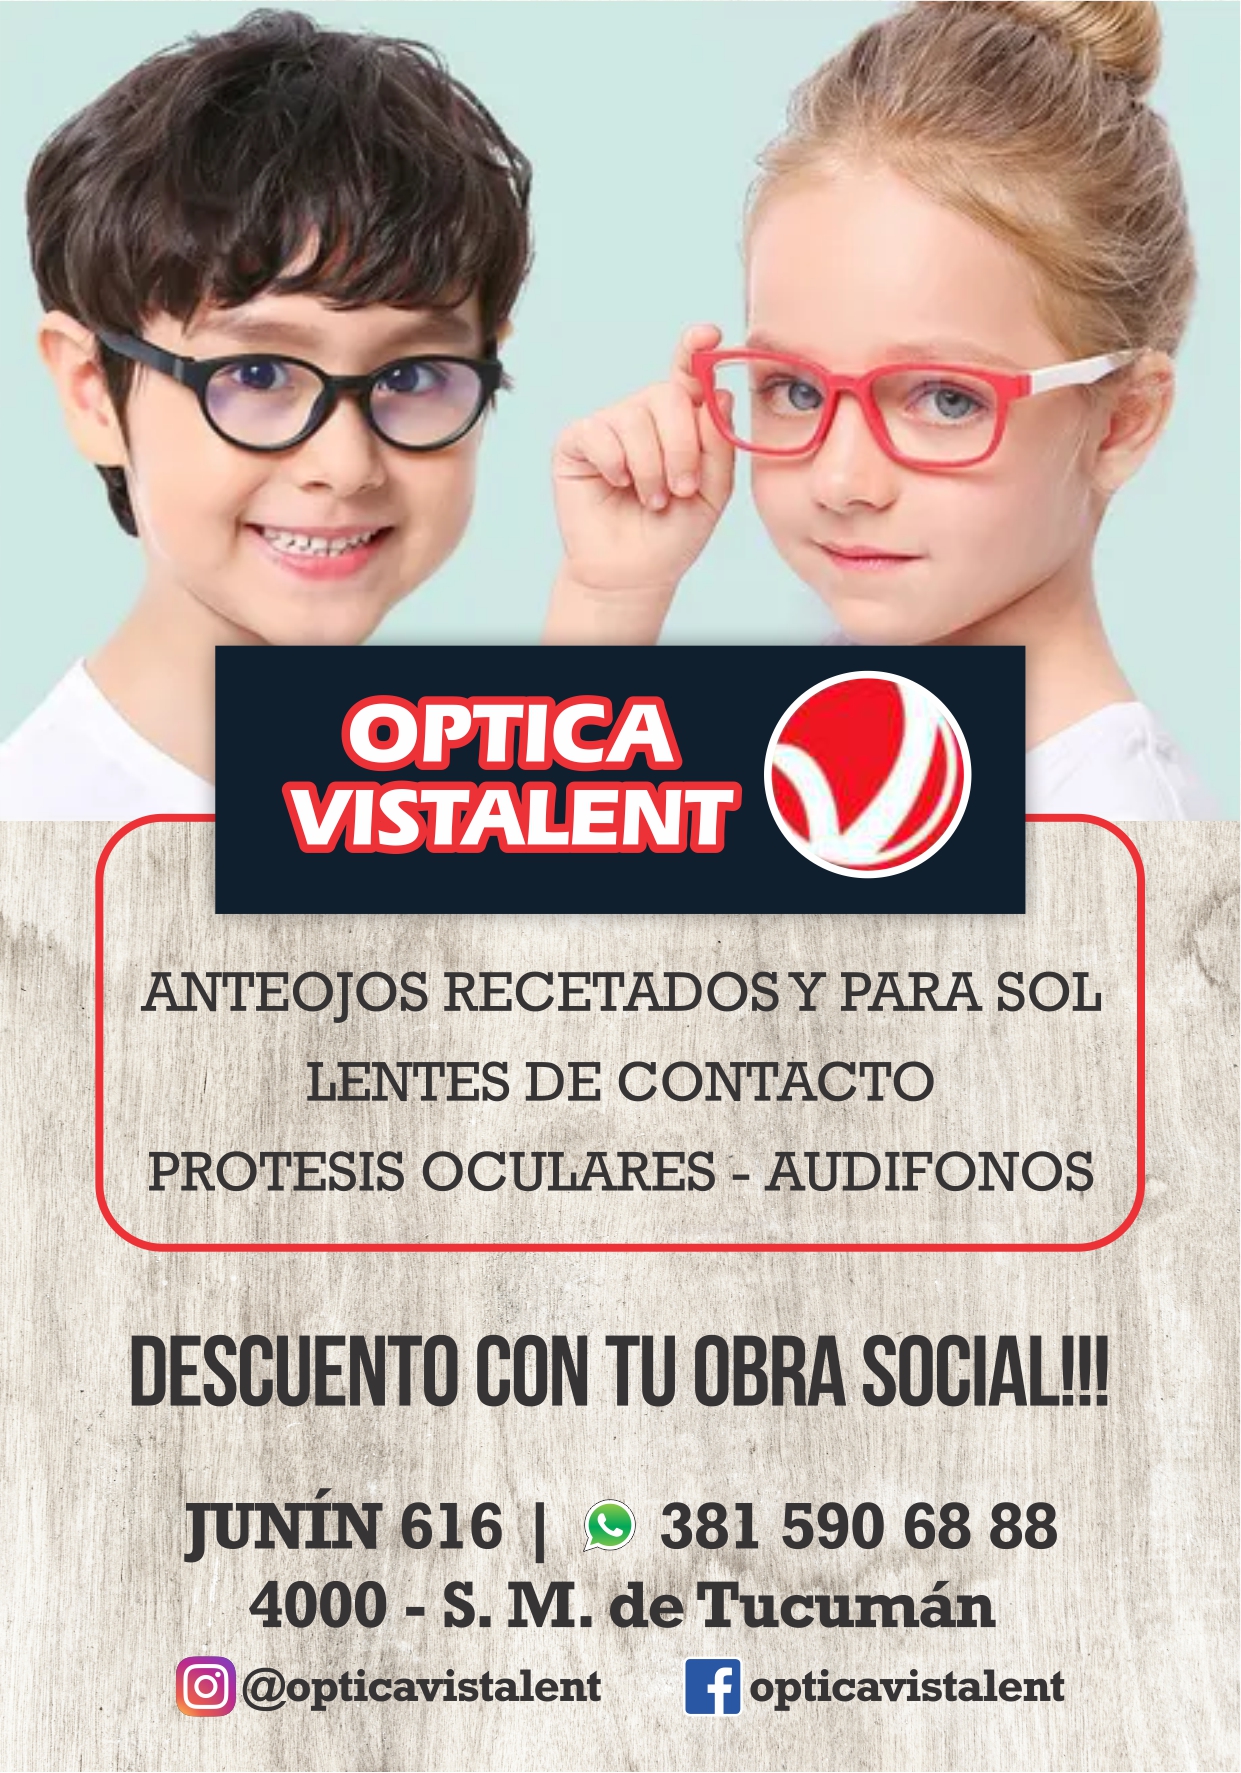 OPTICA
VISTALENT
ANTEOJOS RECETADOS Y PARA SOL
LENTES DE CONTACTO
PROTESIS OCULARES - AUDIFONOS
DESCUENTO CON TU OBRA SOCIAL!!!
JUNÍN 616 | 381 590 68 88
4000 - S. M. de Tucumán
@opticavistalent opticavistalent